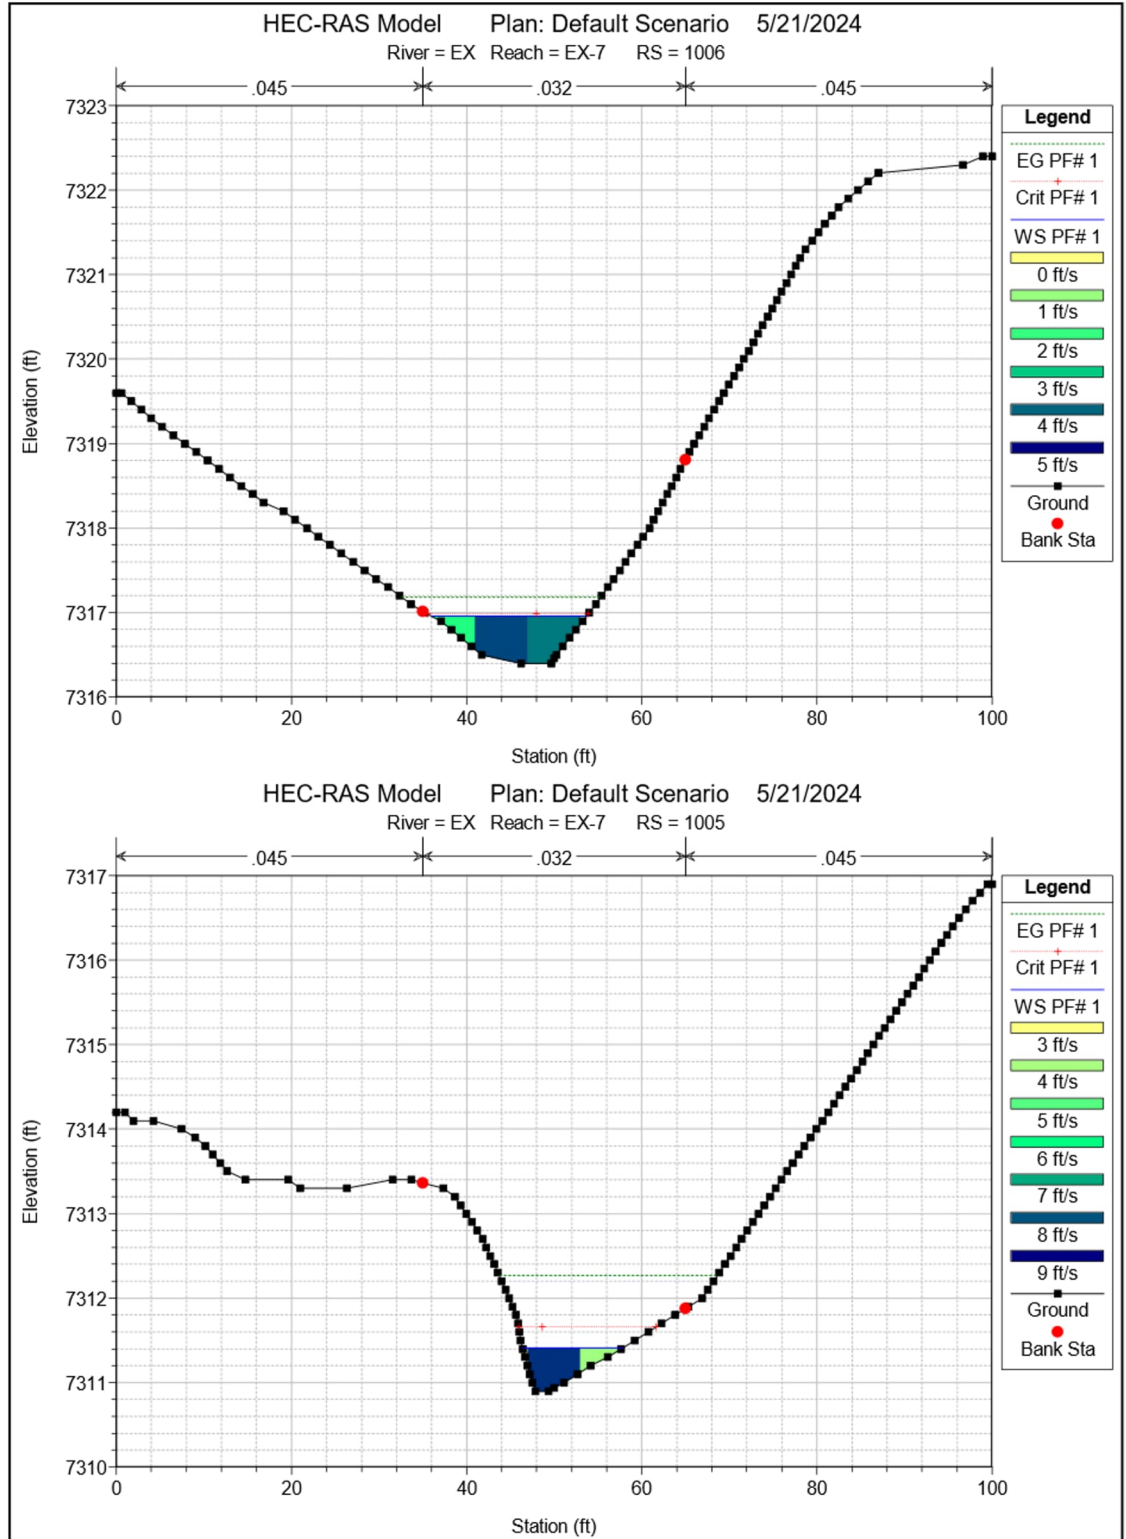 HEC-RAS Model Plan: Default Scenario 5/21/2024
River = EX Reach = EX-7 RS = 1006
.045 .032 .045
7323
7322
7321
7320
7319
7318
7317
7316
Elevation (ft)
0 20 40 60 80 100
Station (ft)
Legend
EG PF# 1
Crit PF# 1
WS PF# 1
0 ft/s
1 ft/s
2 ft/s
3 ft/s
4 ft/s
5 ft/s
Ground
Bank Sta
HEC-RAS Model Plan: Default Scenario 5/21/2024
River = EX Reach = EX-7 RS = 1005
.045 .032 .045
7317
7316
7315
7314
7313
7312
7311
7310
Elevation (ft)
0 20 40 60 80 100
Station (ft)
Legend
EG PF# 1
Crit PF# 1
WS PF# 1
3 ft/s
4 ft/s
5 ft/s
6 ft/s
7 ft/s
8 ft/s
9 ft/s
Ground
Bank Sta